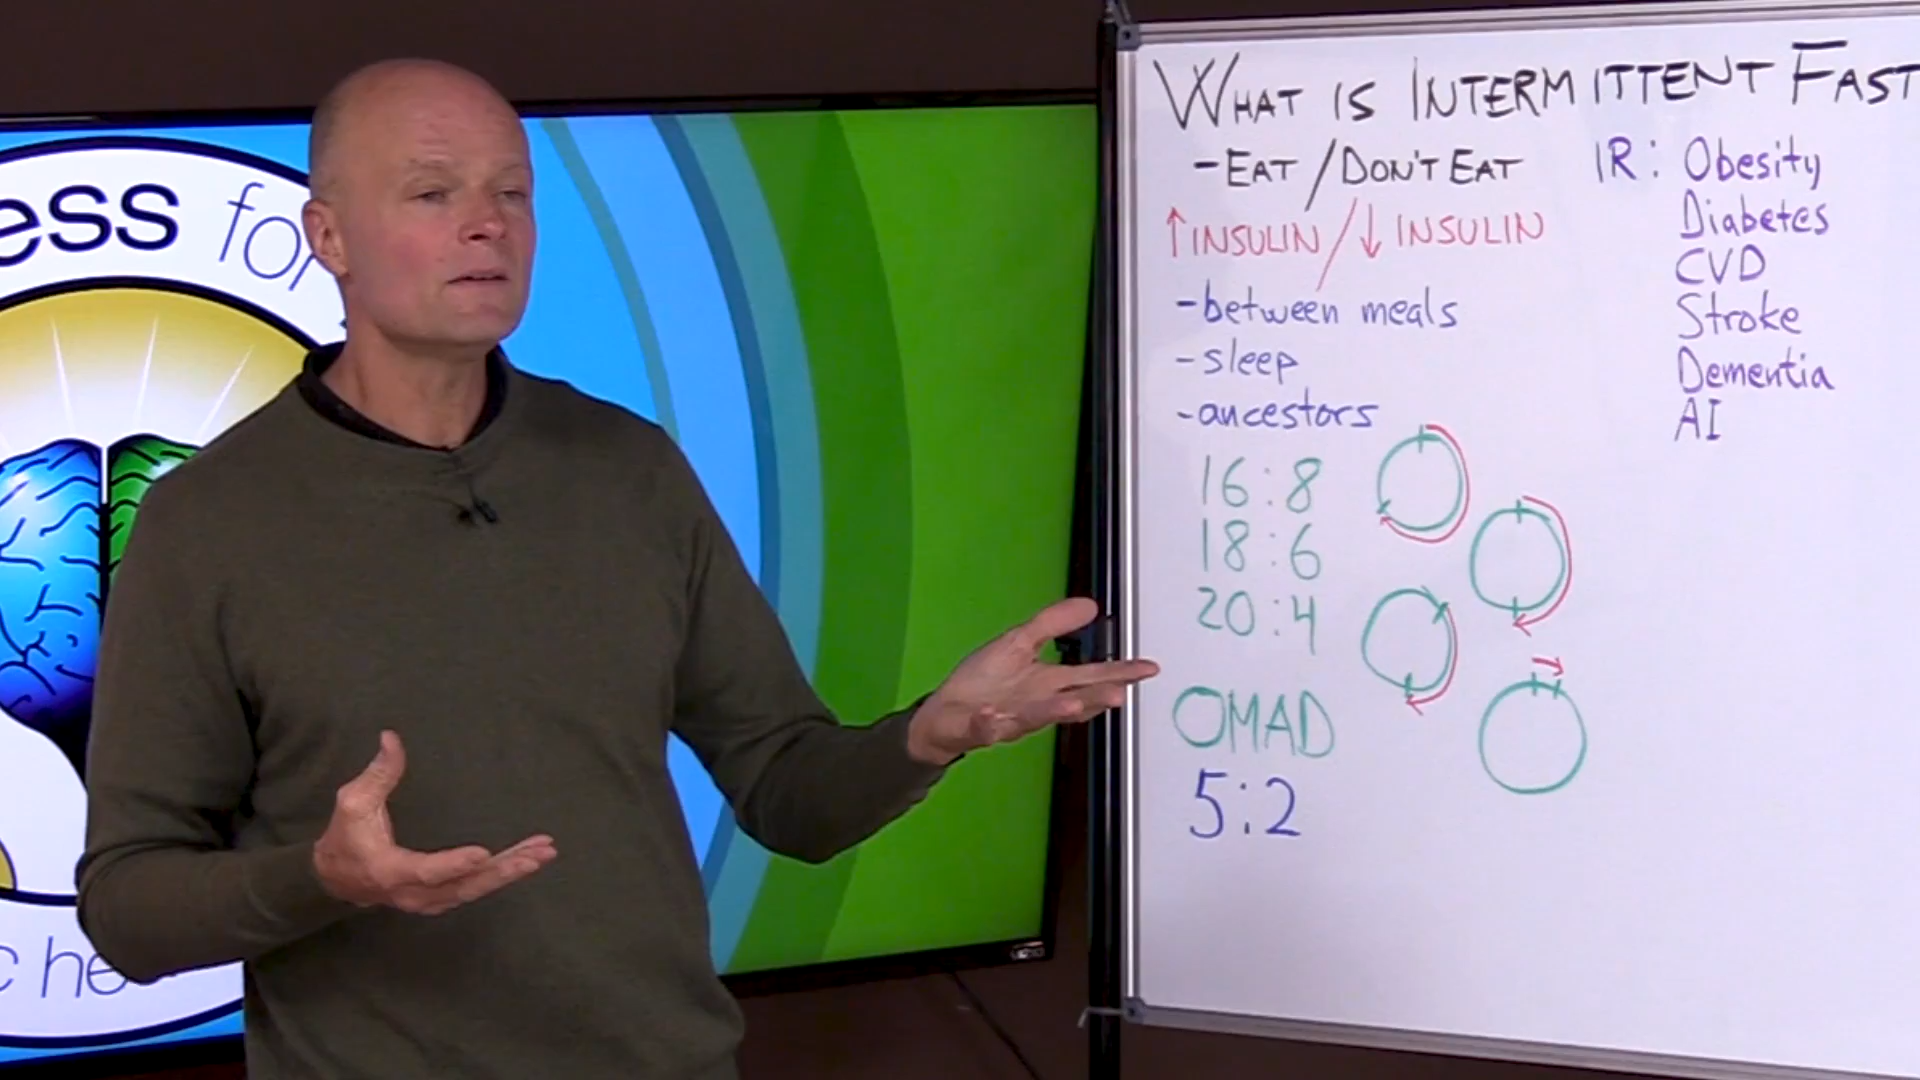 WHAT IS INTERMITTENT FAST
-EAT / DON'T EAT
↑INSULIN / ↓ INSULIN
-between meals
-sleep
-ancestors
16:8
18:6
20:4
OMAD
5:2
IR: Obesity
Diabetes
CVD
Stroke
Dementia
AI
ess for
c he
VIZIO